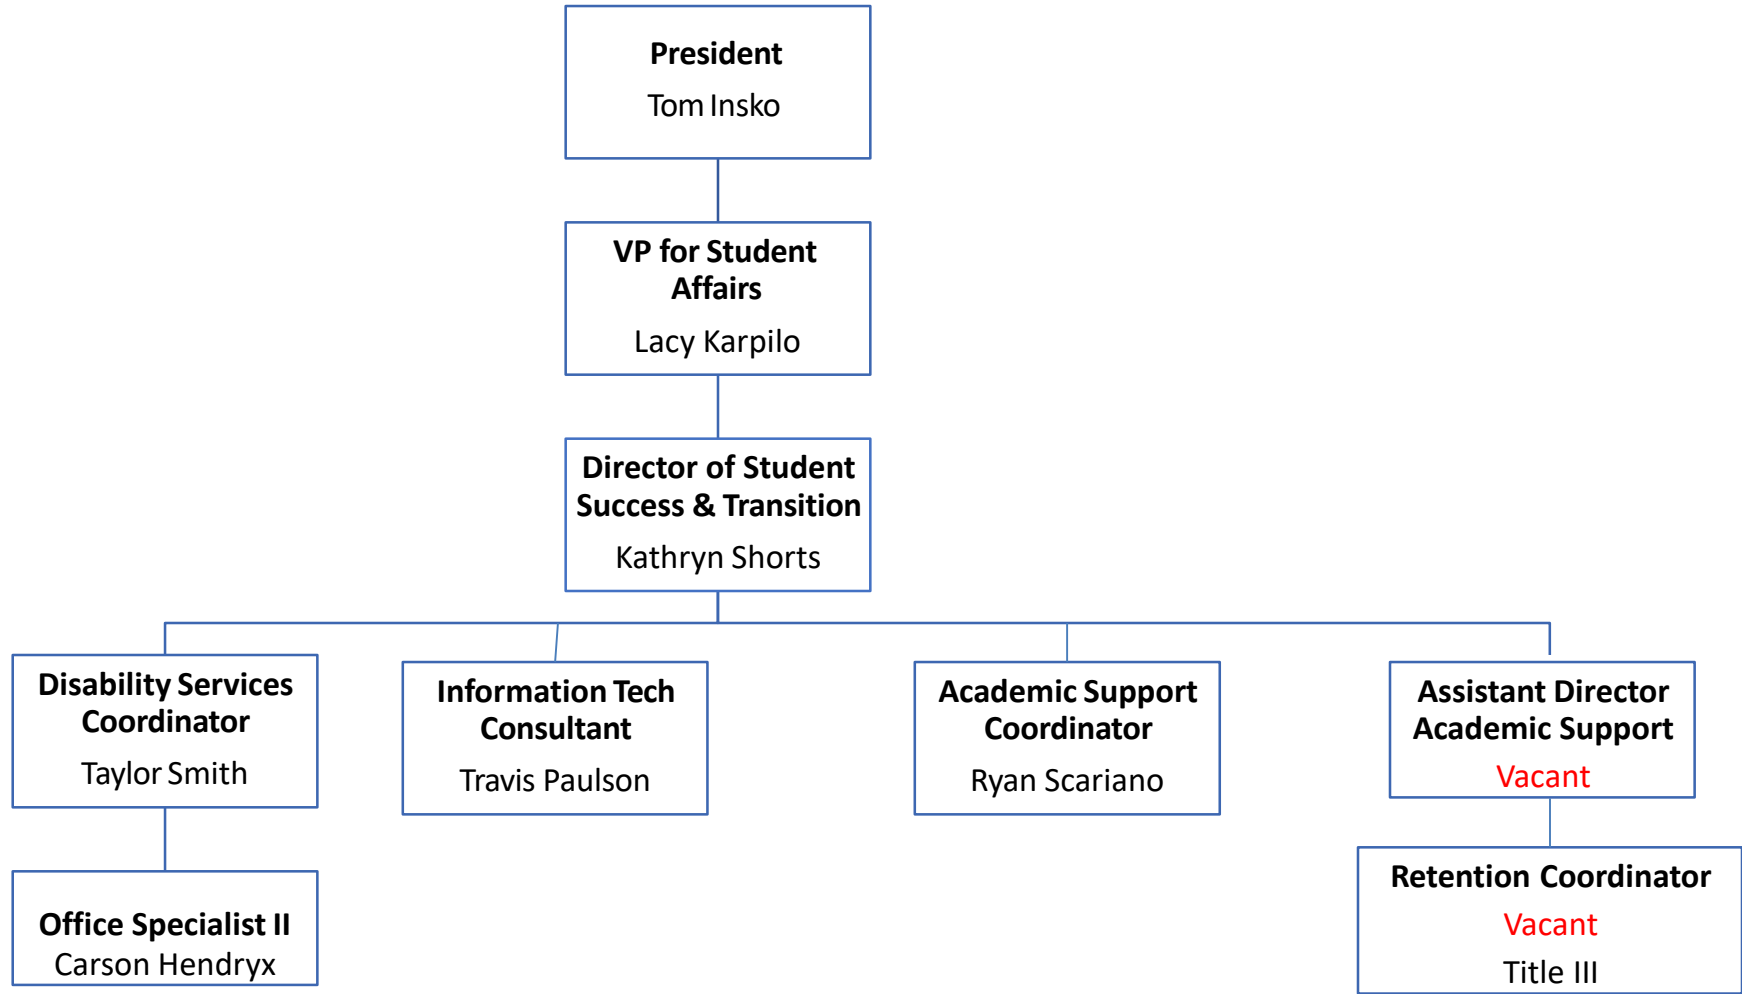 President
Tom Insko
VP for Student
Affairs
Lacy Karpilo
Director of Student
Success & Transition
Kathryn Shorts
Disability Services
Coordinator
Taylor Smith
Information Tech
Consultant
Travis Paulson
Academic Support
Coordinator
Ryan Scariano
Assistant Director
Academic Support
Vacant
Office Specialist II
Carson Hendryx
Retention Coordinator
Vacant
Title III